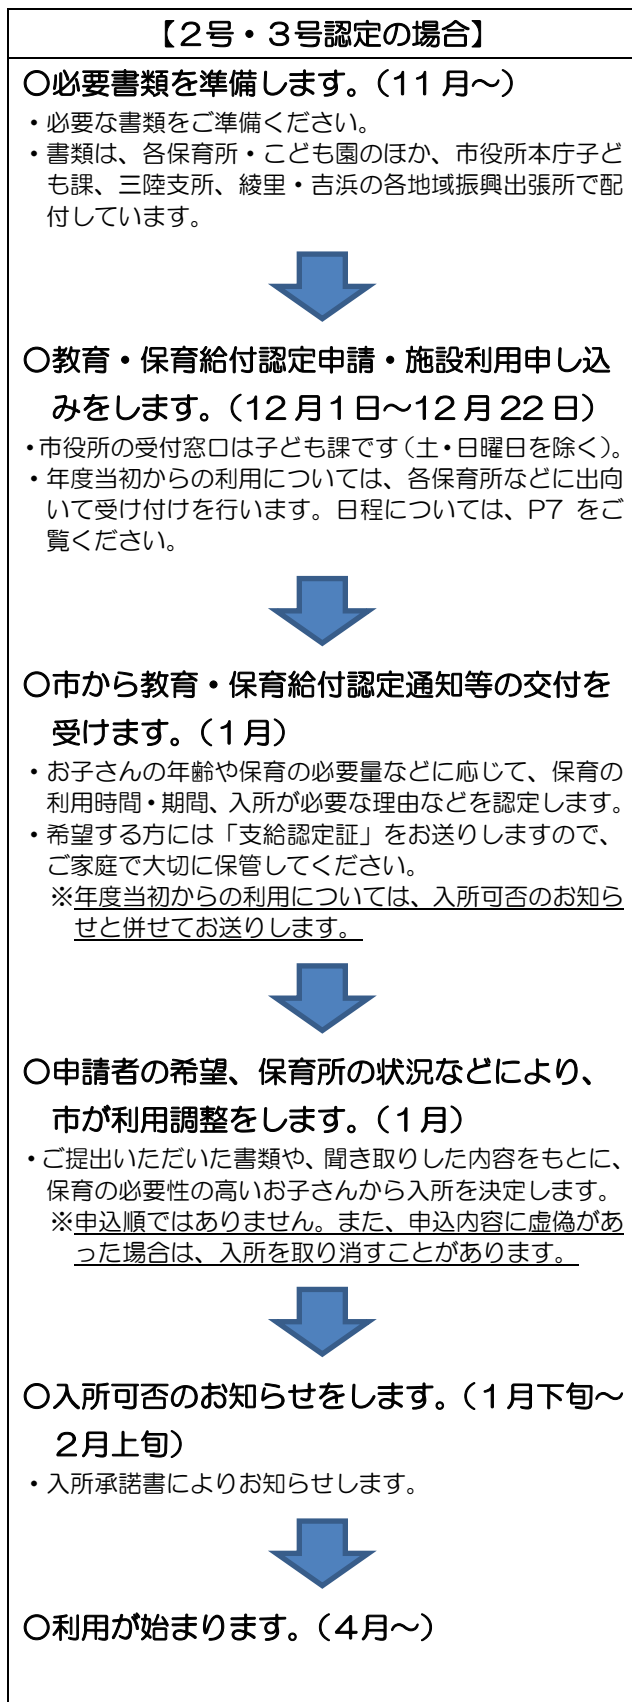 【２号・３号認定の場合】
○必要書類を準備します。（11月～）
・必要な書類をご準備ください。
・書類は、各保育所・こども園のほか、市役所本庁子ど
も課、三陸支所、綾里・吉浜の各地域振興出張所で配
付しています。
○教育・保育給付認定申請・施設利用申し込
みをします。（12月１日～12月22日）
・市役所の受付窓口は子ども課です（土・日曜日を除く）。
・年度当初からの利用については、各保育所などに出向
いて受け付けを行います。日程については、P7 をご
覧ください。
○市から教育・保育給付認定通知等の交付を
受けます。（１月）
・お子さんの年齢や保育の必要量などに応じて、保育の
利用時間・期間、入所が必要な理由などを認定します。
・希望する方には「支給認定証」をお送りしますので、
ご家庭で大切に保管してください。
※年度当初からの利用については、入所可否のお知ら
せと併せてお送りします。
○申請者の希望、保育所の状況などにより、
市が利用調整をします。（１月）
・ご提出いただいた書類や、聞き取りした内容をもとに、
保育の必要性の高いお子さんから入所を決定します。
※申込順ではありません。また、申込内容に虚偽があ
った場合は、入所を取り消すことがあります。
○入所可否のお知らせをします。（１月下旬～
２月上旬）
・入所承諾書によりお知らせします。
○利用が始まります。（４月～）